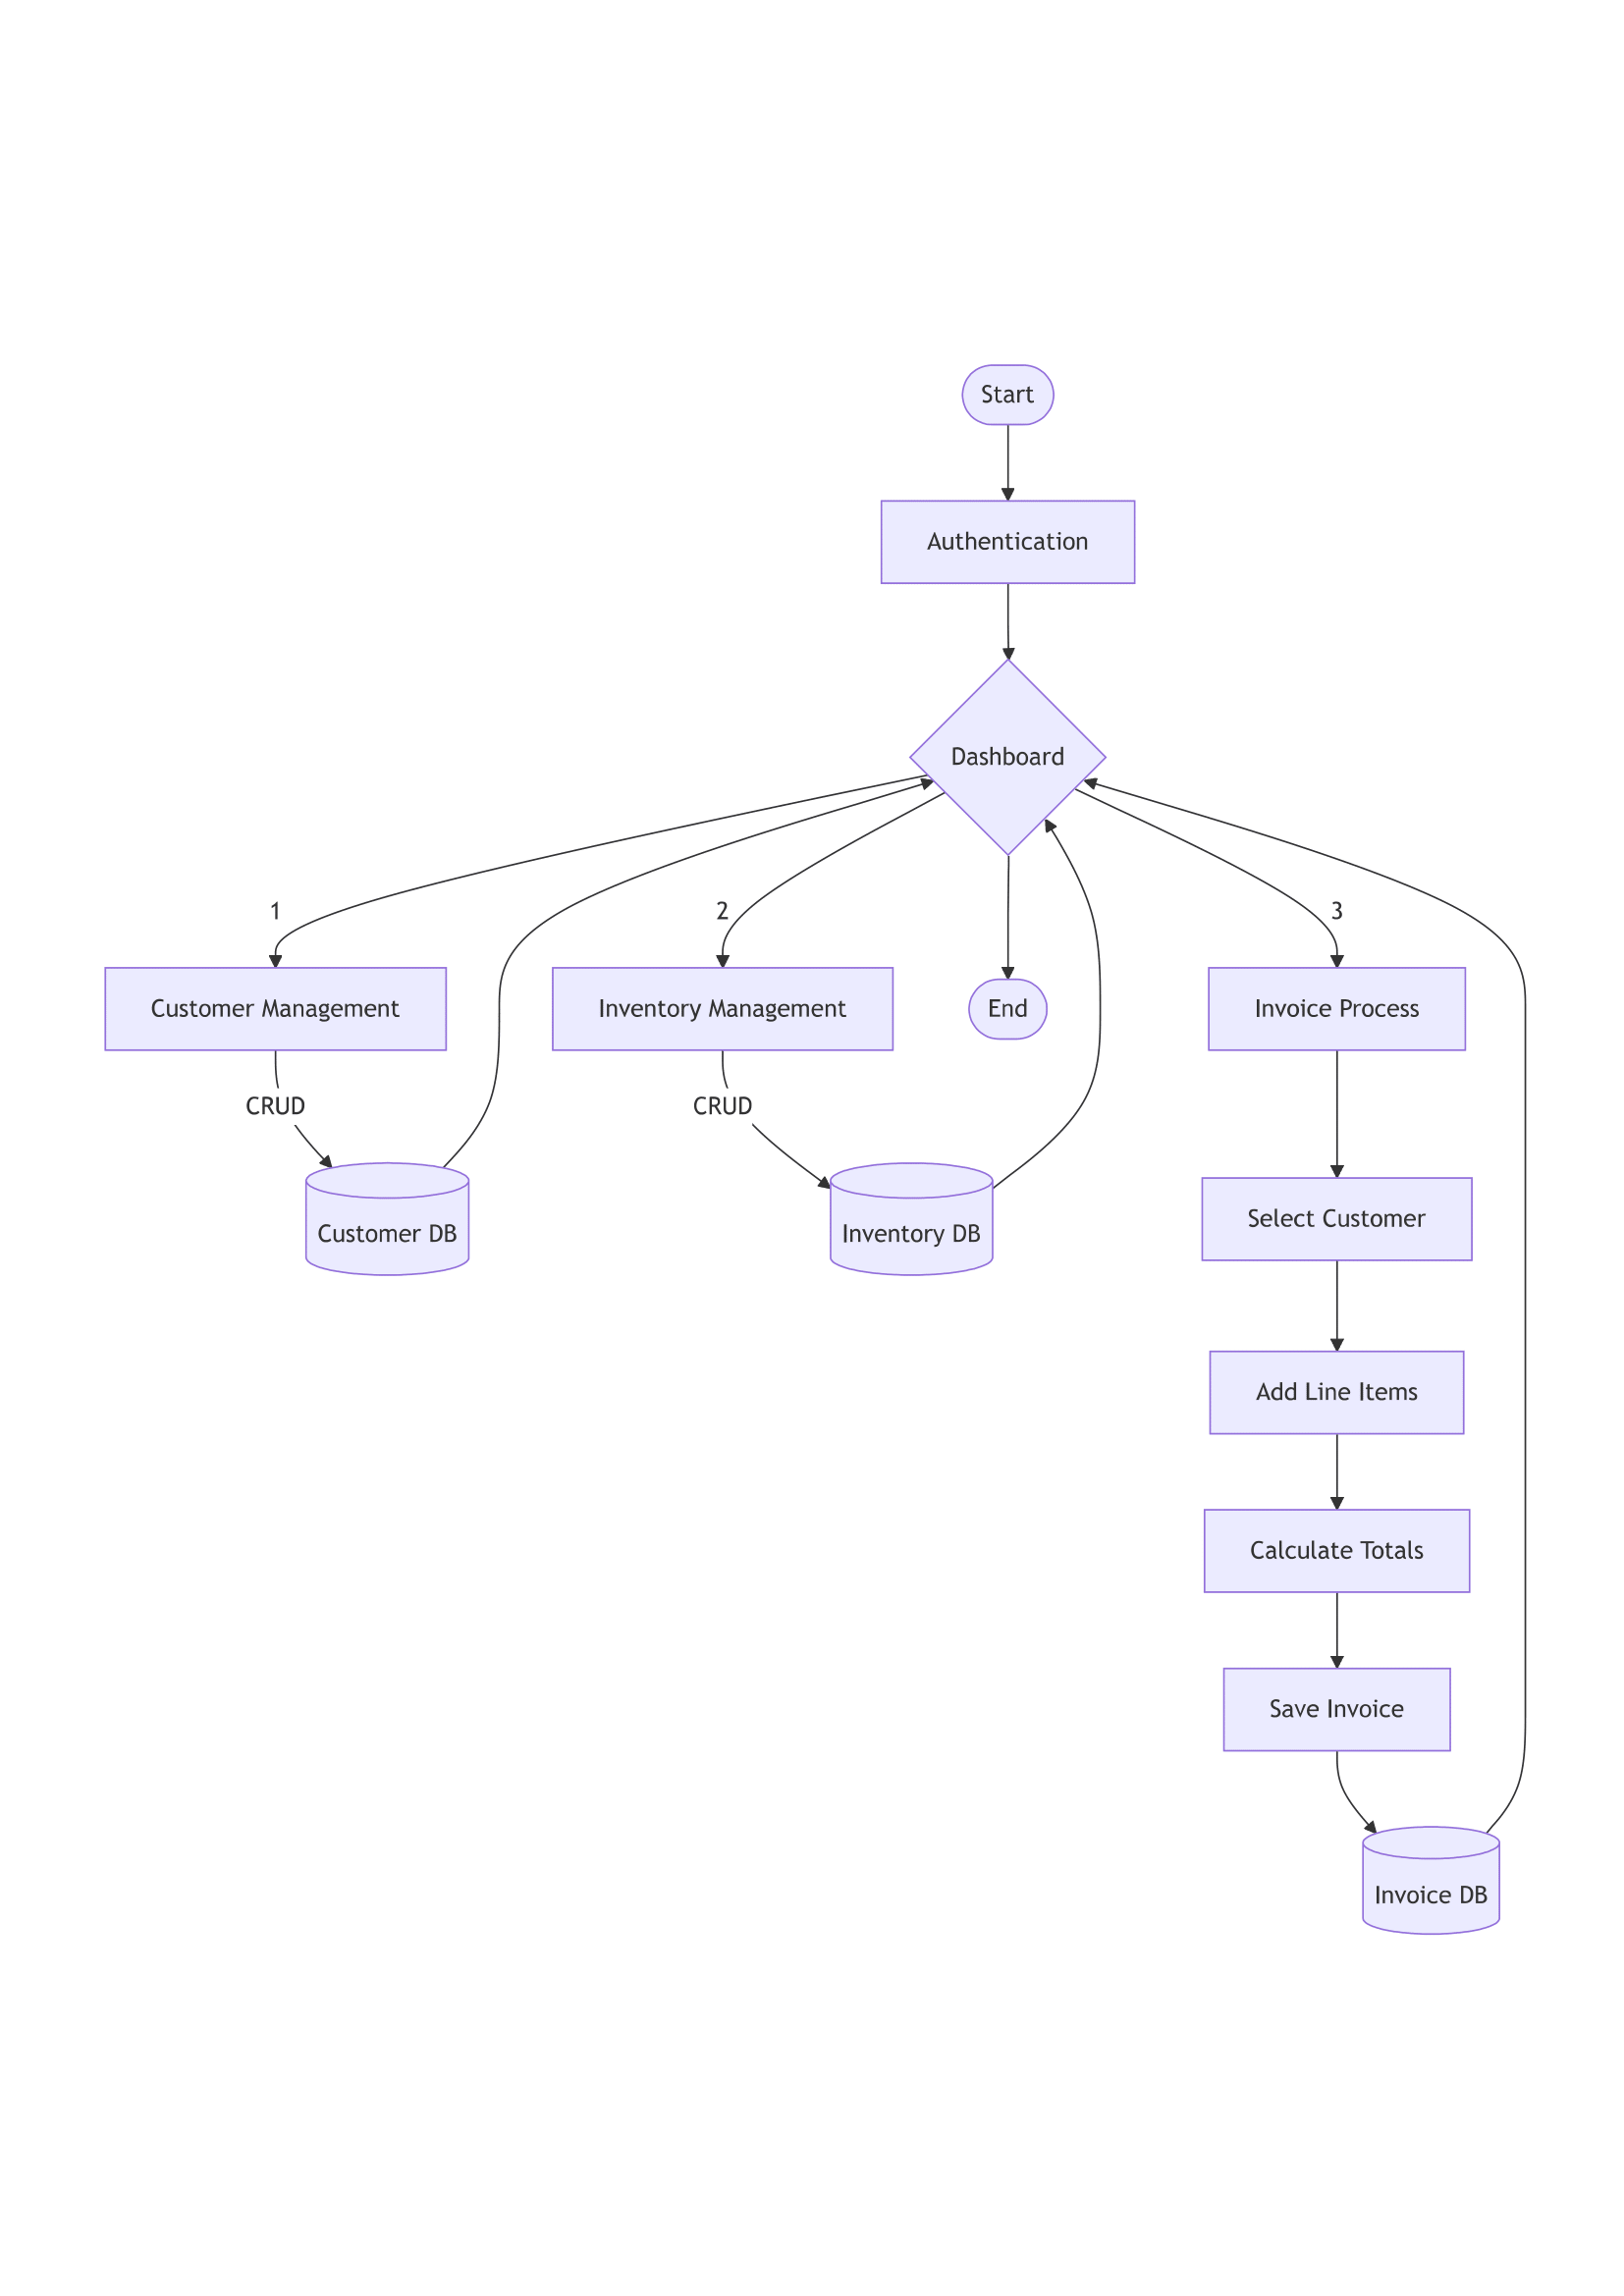 Start
Authentication
Dashboard
1
2
3
Customer Management
Inventory Management
End
Invoice Process
CRUD
CRUD
Customer DB
Inventory DB
Select Customer
Add Line Items
Calculate Totals
Save Invoice
Invoice DB